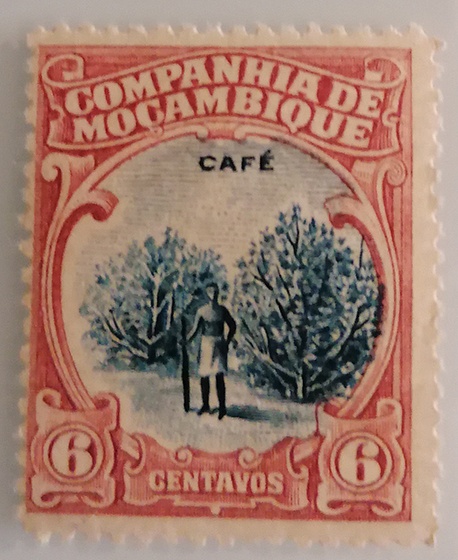 COMPANHIA DE
MOÇAMBIQUE
CAFÉ
6 CENTAVOS 6